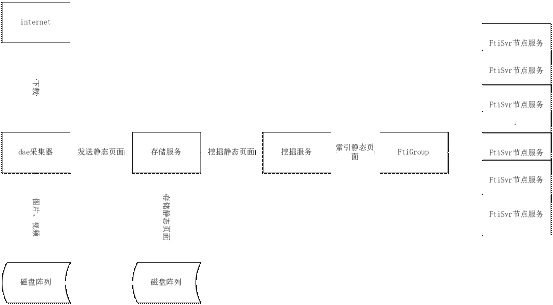 internet
FtiSvr节点服务
FtiSvr节点服务
下载
FtiSvr节点服务
dse采集器
发送静态页面
存储服务
挖掘静态页面
挖掘服务
索引静态页面
FtiGroup
FtiSvr节点服务
FtiSvr节点服务
图片、视频
存储静态页面
FtiSvr节点服务
磁盘阵列
磁盘阵列